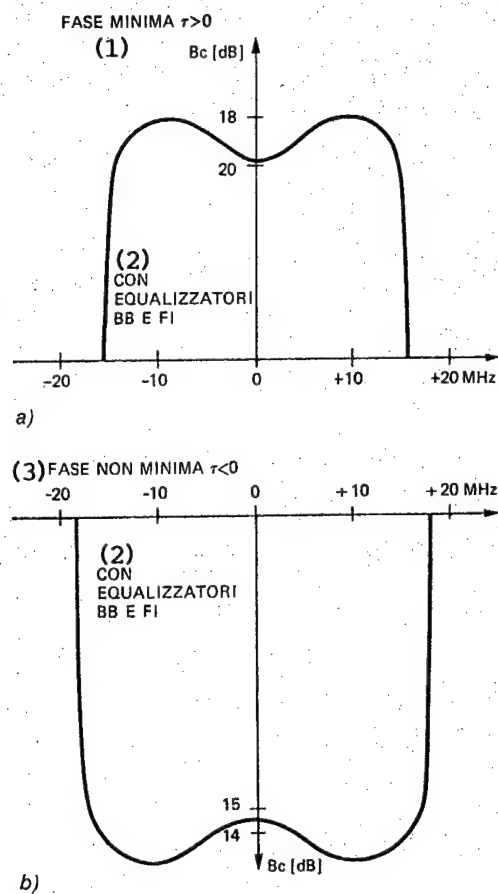 FASE MINIMA τ>0
(1)
Bc [dB]
18
20
(2)
CON
EQUALIZZATORI
BB E FI
-20 -10 0 +10 +20 MHz
a)
(3) FASE NON MINIMA τ<0
-20 -10 0 +10 +20 MHz
(2)
CON
EQUALIZZATORI
BB E FI
15
14
Bc [dB]
b)